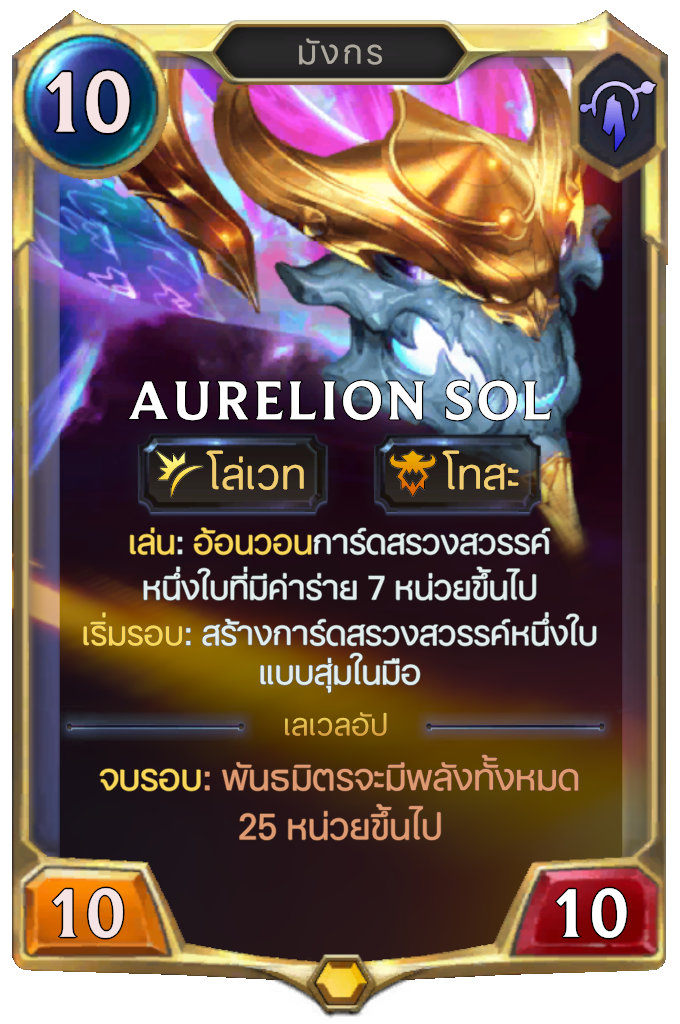 มังกร
10
AURELION SOL
โล่เวท โทสะ
เล่น: อ้อนวอนการ์ดสรวงสวรรค์
หนึ่งใบที่มีค่าร่าย 7 หน่วยขึ้นไป
เริ่มรอบ: สร้างการ์ดสรวงสวรรค์หนึ่งใบ
แบบสุ่มในมือ
เลเวลอัป
จบรอบ: พันธมิตรจะมีพลังทั้งหมด
25 หน่วยขึ้นไป
10 10